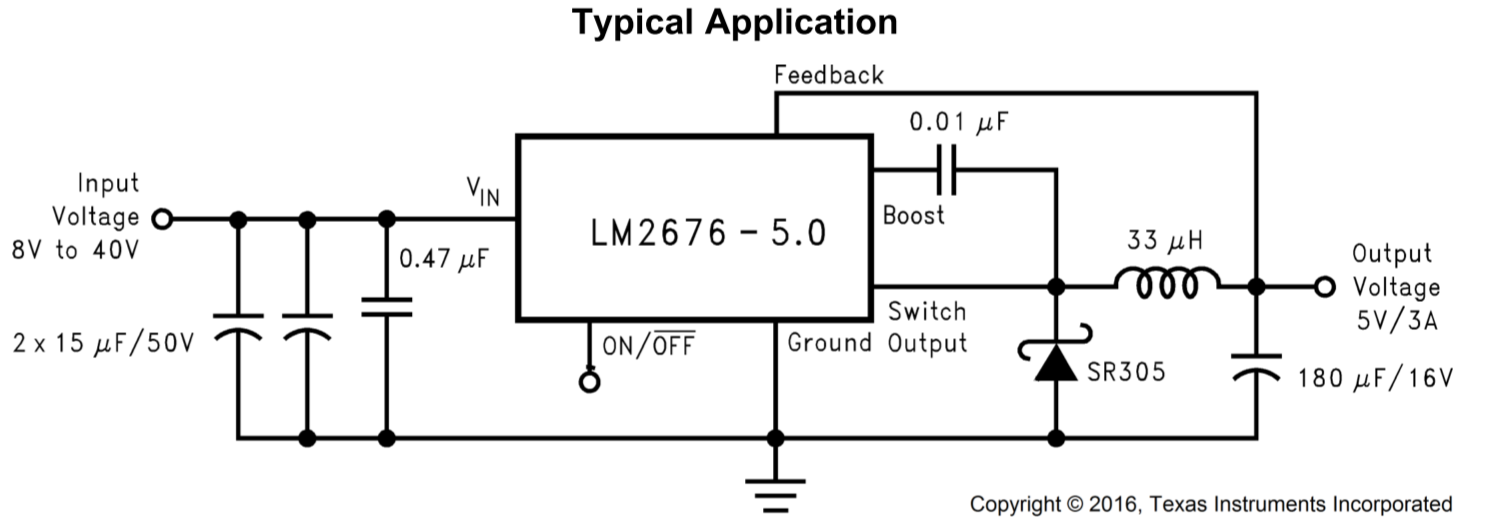 Typical Application
Feedback
0.01 μF
Input
Voltage
8V to 40V
VIN
LM2676 – 5.0
Boost
0.47 μF
33 μH
Output
Voltage
5V/3A
Switch
Output
2 x 15 μF/50V
ON/O̅F̅F̅
Ground
SR305
180 μF/16V
Copyright © 2016, Texas Instruments Incorporated